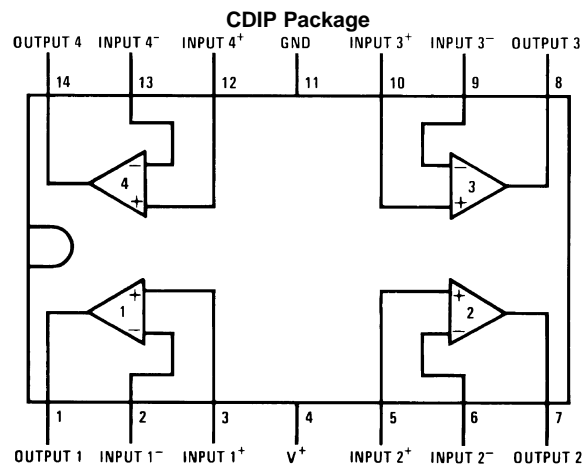 CDIP Package
OUTPUT 4 INPUT 4⁻ INPUT 4⁺ GND INPUT 3⁺ INPUT 3⁻ OUTPUT 3
14 13 12 11 10 9 8
− −
4 3
+ +
+ +
1 2
− −
1 2 3 4 5 6 7
OUTPUT 1 INPUT 1⁻ INPUT 1⁺ V⁺ INPUT 2⁺ INPUT 2⁻ OUTPUT 2